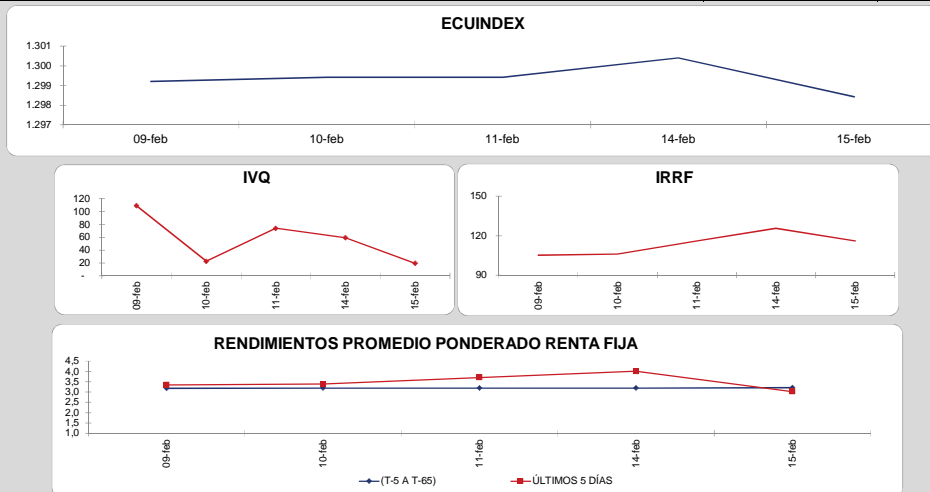 ECUINDEX
1.301
1.300
1.299
1.298
1.297
09-feb 10-feb 11-feb 14-feb 15-feb
IVQ
120
100
80
60
40
20
-
09-feb 10-feb 11-feb 14-feb 15-feb
IRRF
150
120
90
09-feb 10-feb 11-feb 14-feb 15-feb
RENDIMIENTOS PROMEDIO PONDERADO RENTA FIJA
4,5
4,0
3,5
3,0
2,5
2,0
1,5
1,0
09-feb 10-feb 11-feb 14-feb 15-feb
(T-5 A T-65) ÚLTIMOS 5 DÍAS